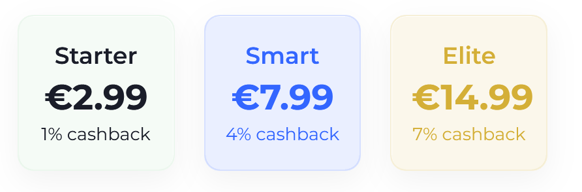 Starter
€2.99
1% cashback
Smart
€7.99
4% cashback
Elite
€14.99
7% cashback